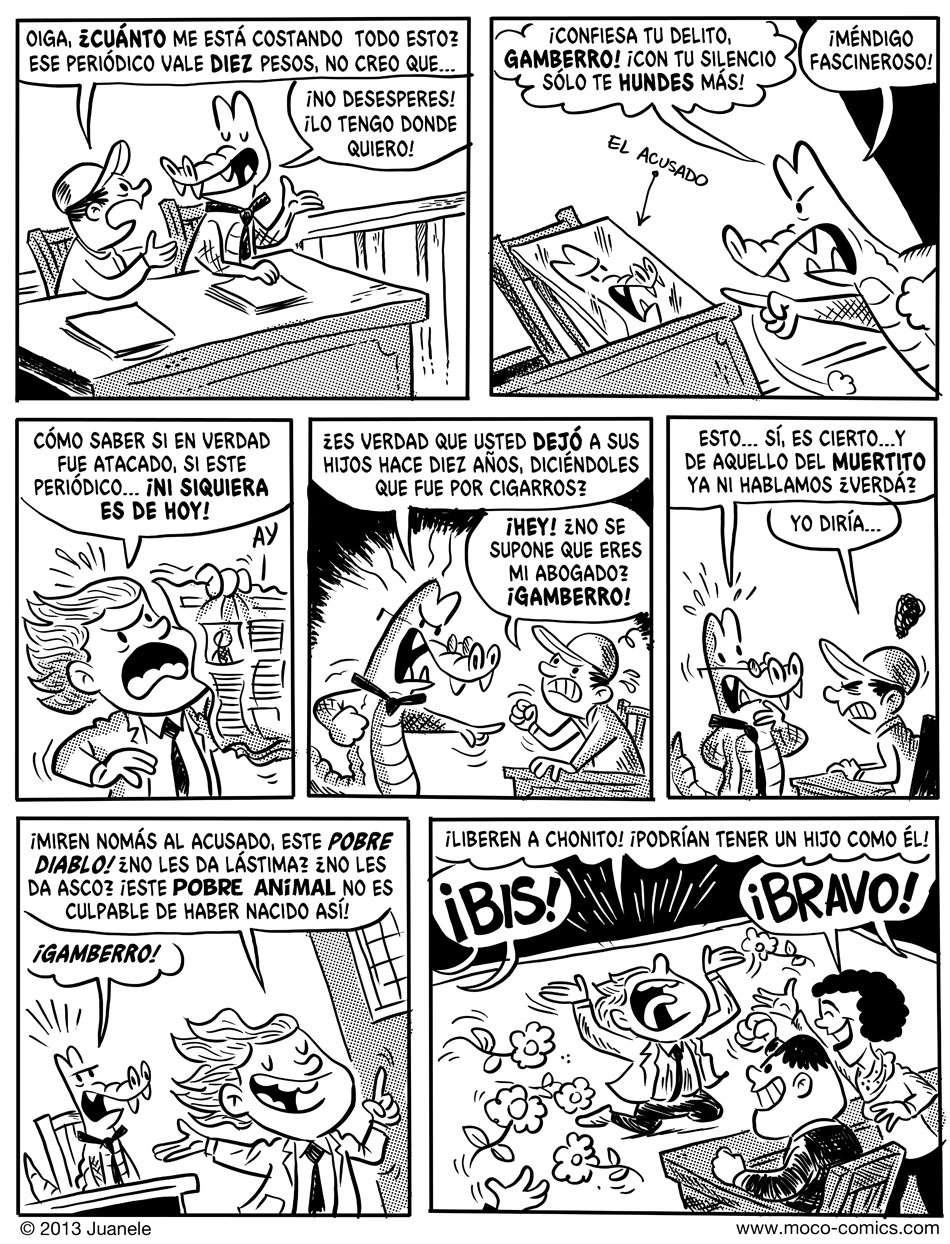 OIGA, ¿CUÁNTO ME ESTÁ COSTANDO TODO ESTO?
ESE PERIÓDICO VALE DIEZ PESOS, NO CREO QUE...
¡NO DESESPERES!
¡LO TENGO DONDE
QUIERO!
¡CONFIESA TU DELITO,
GAMBERRO! ¡CON TU SILENCIO
SÓLO TE HUNDES MÁS!
¡MÉNDIGO
FASCINEROSO!
EL ACUSADO
CÓMO SABER SI EN VERDAD
FUE ATACADO, SI ESTE
PERIÓDICO... ¡NI SIQUIERA
ES DE HOY!
AY
¿ES VERDAD QUE USTED DEJÓ A SUS
HIJOS HACE DIEZ AÑOS, DICIÉNDOLES
QUE FUE POR CIGARROS?
¡HEY! ¿NO SE
SUPONE QUE ERES
MI ABOGADO?
¡GAMBERRO!
ESTO... SÍ, ES CIERTO...Y
DE AQUELLO DEL MUERTITO
YA NI HABLAMOS ¿VERDÁ?
YO DIRÍA...
¡MIREN NOMÁS AL ACUSADO, ESTE POBRE
DIABLO! ¿NO LES DA LÁSTIMA? ¿NO LES
DA ASCO? ¡ESTE POBRE ANIMAL NO ES
CULPABLE DE HABER NACIDO ASÍ!
¡GAMBERRO!
¡LIBEREN A CHONITO! ¡PODRÍAN TENER UN HIJO COMO ÉL!
¡BIS!
¡BRAVO!
© 2013 Juanele
www.moco-comics.com